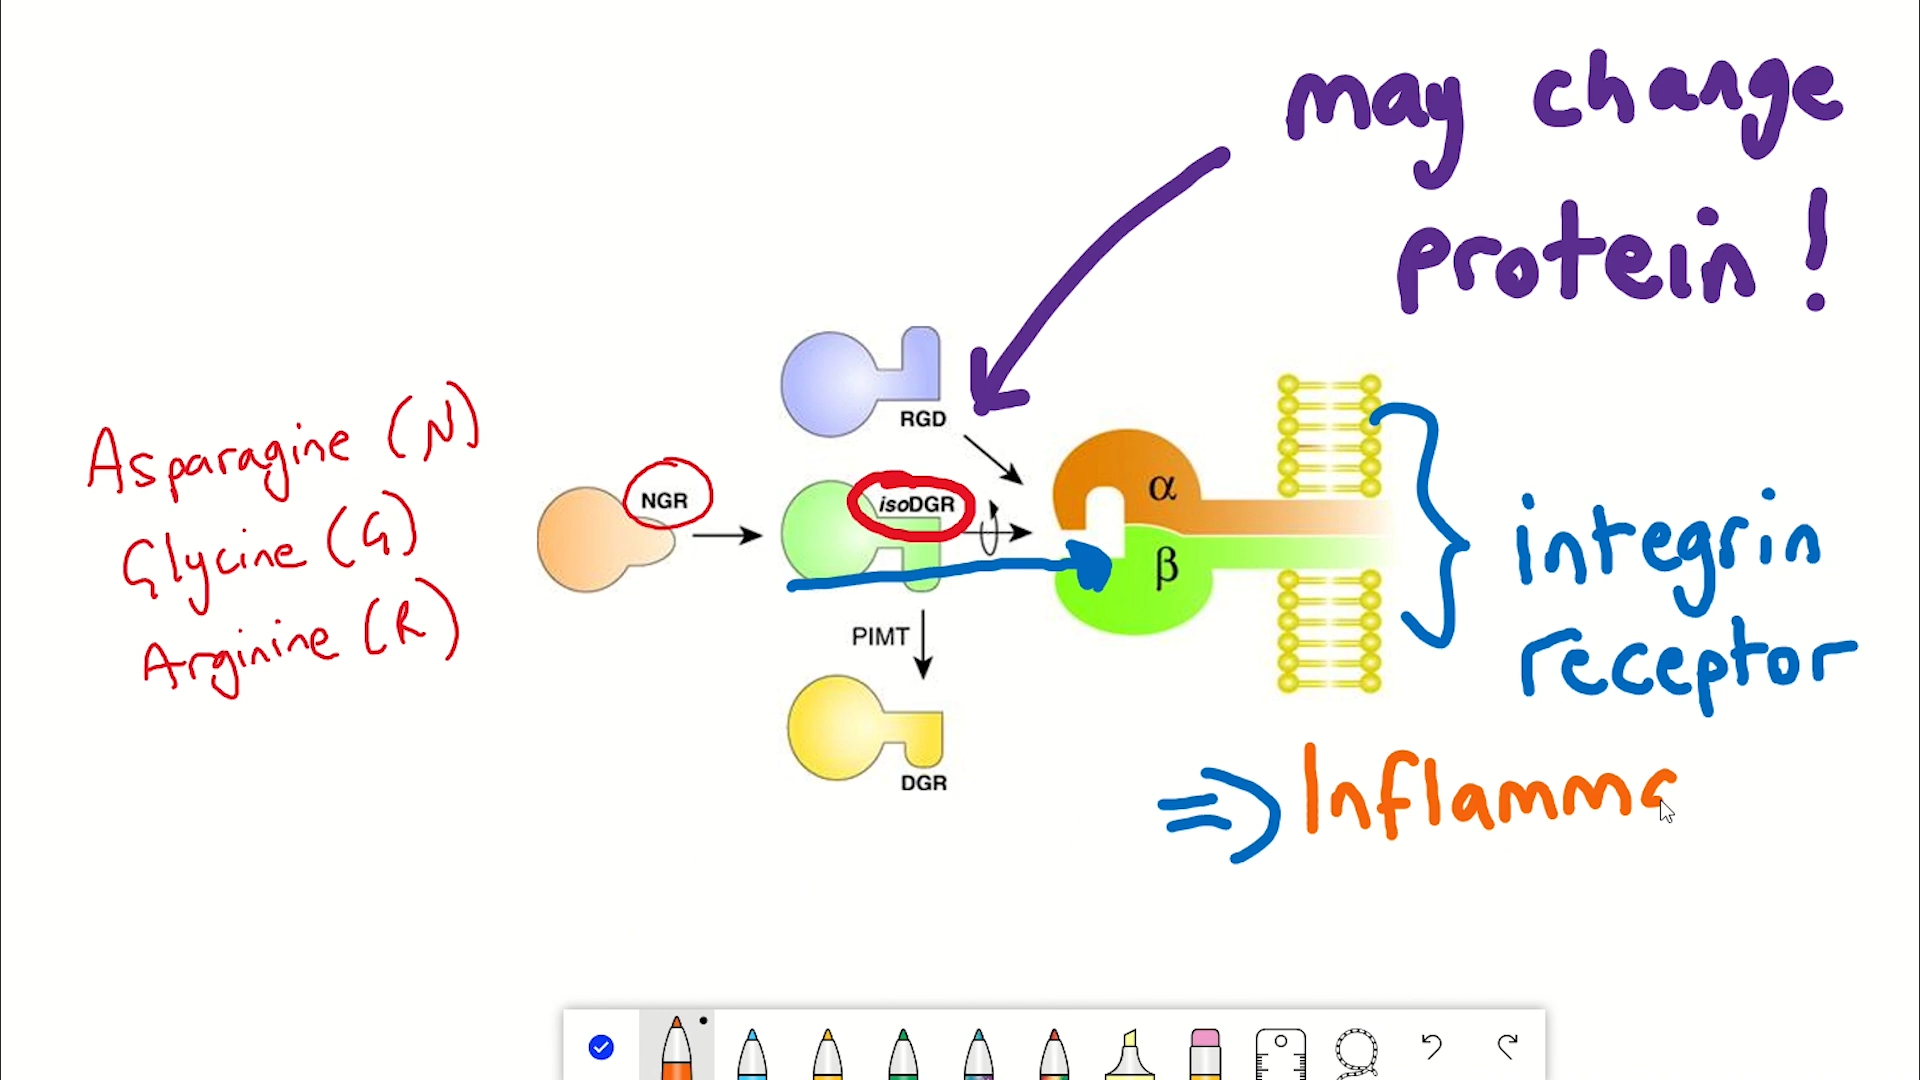 may change
protein!
RGD
Asparagine (N)
Glycine (G)
Arginine (R)
NGR
isoDGR
α
β
PIMT
DGR
integrin
receptor
=> Inflamma